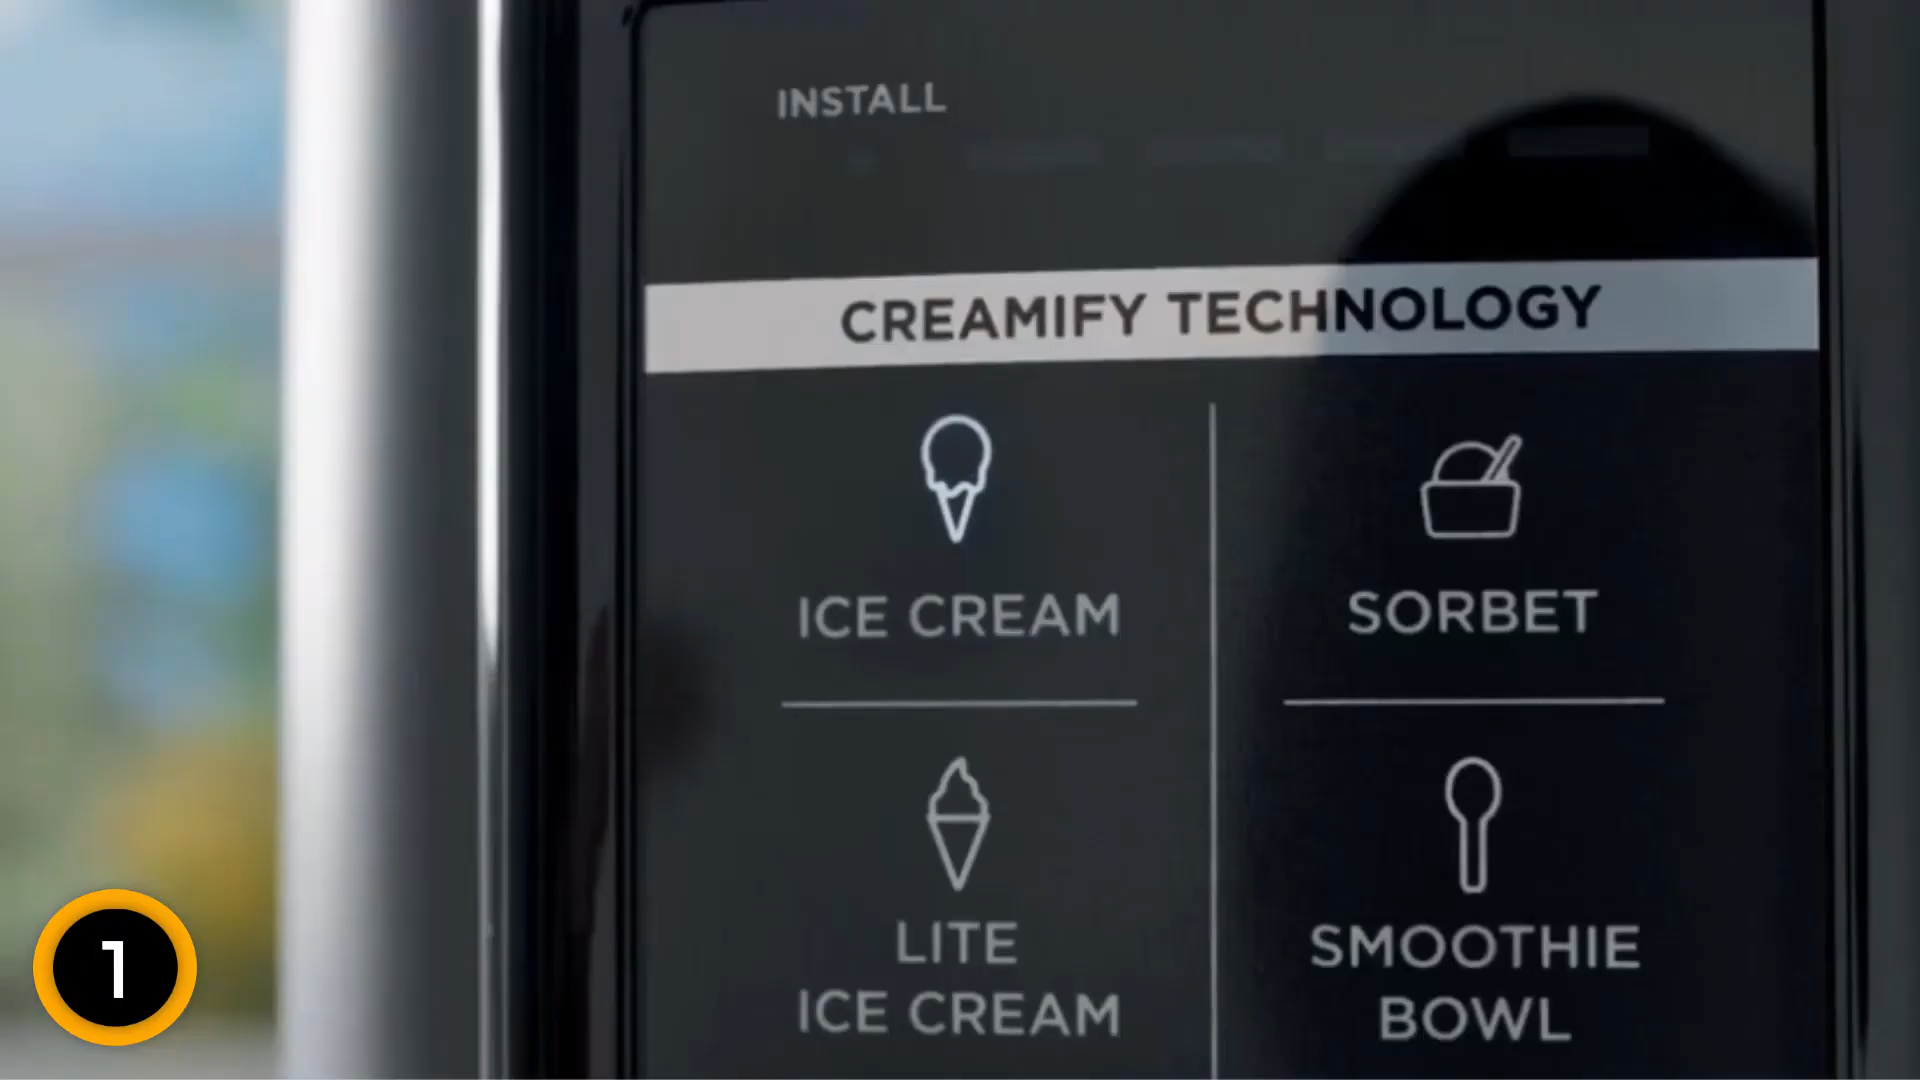 INSTALL
CREAMIFY TECHNOLOGY
ICE CREAM
SORBET
LITE
ICE CREAM
SMOOTHIE
BOWL
1